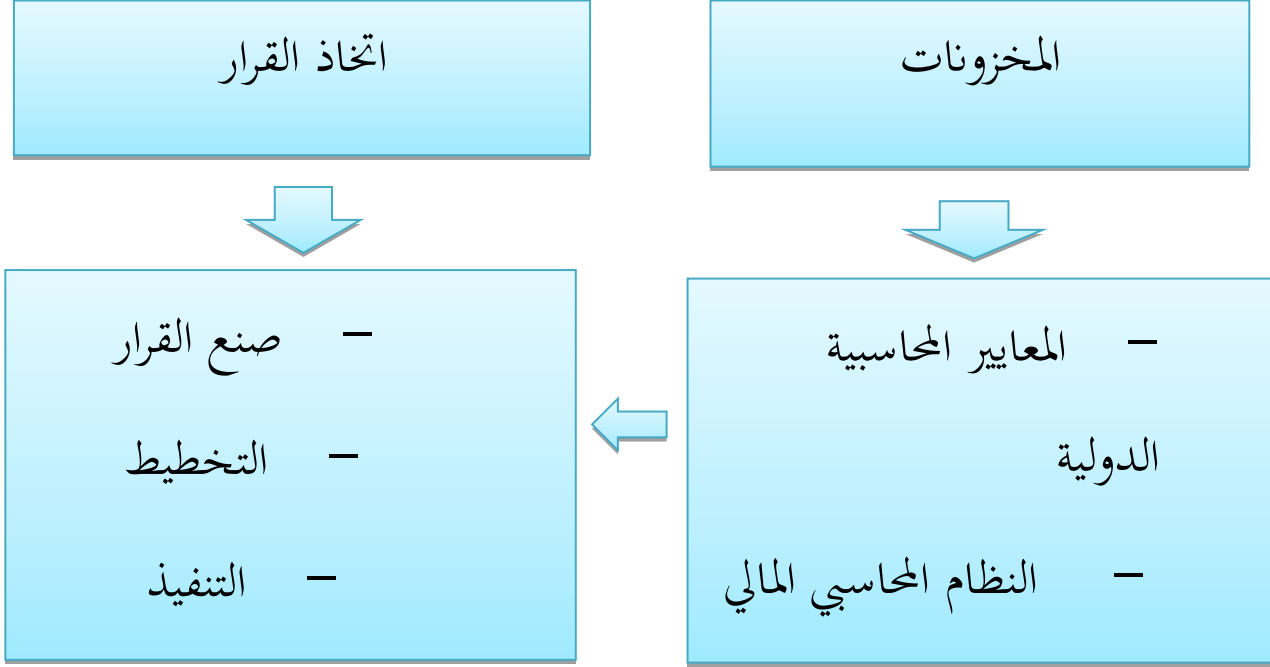 المخزونات
اتخاذ القرار
– المعايير المحاسبية
الدولية
– النظام المحاسبي المالي
– صنع القرار
– التخطيط
– التنفيذ